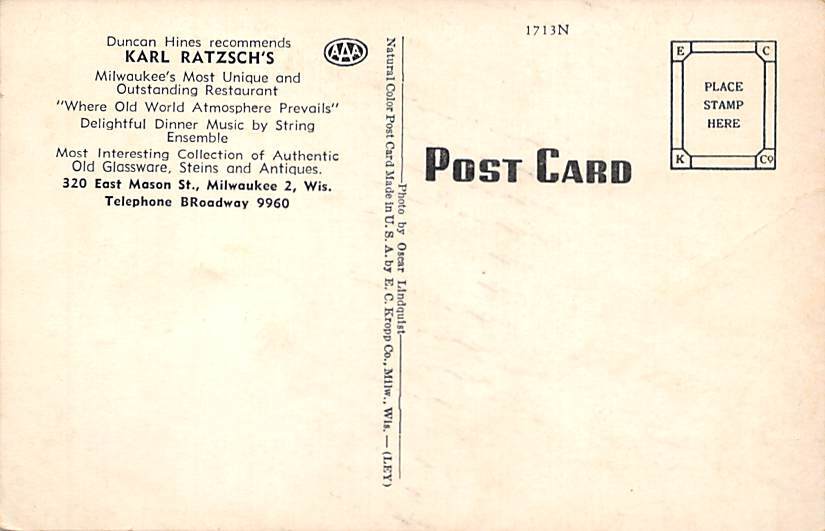 Duncan Hines recommends
KARL RATZSCH'S
AAA
Milwaukee's Most Unique and
Outstanding Restaurant
"Where Old World Atmosphere Prevails"
Delightful Dinner Music by String
Ensemble
Most Interesting Collection of Authentic
Old Glassware, Steins and Antiques.
320 East Mason St., Milwaukee 2, Wis.
Telephone BRoadway 9960
Natural Color Post Card Made in U. S. A. by E. C. Kropp Co., Milw., Wis. — (LEY)
Photo by Oscar Lindquist
1713N
POST CARD
E C
PLACE
STAMP
HERE
K Co